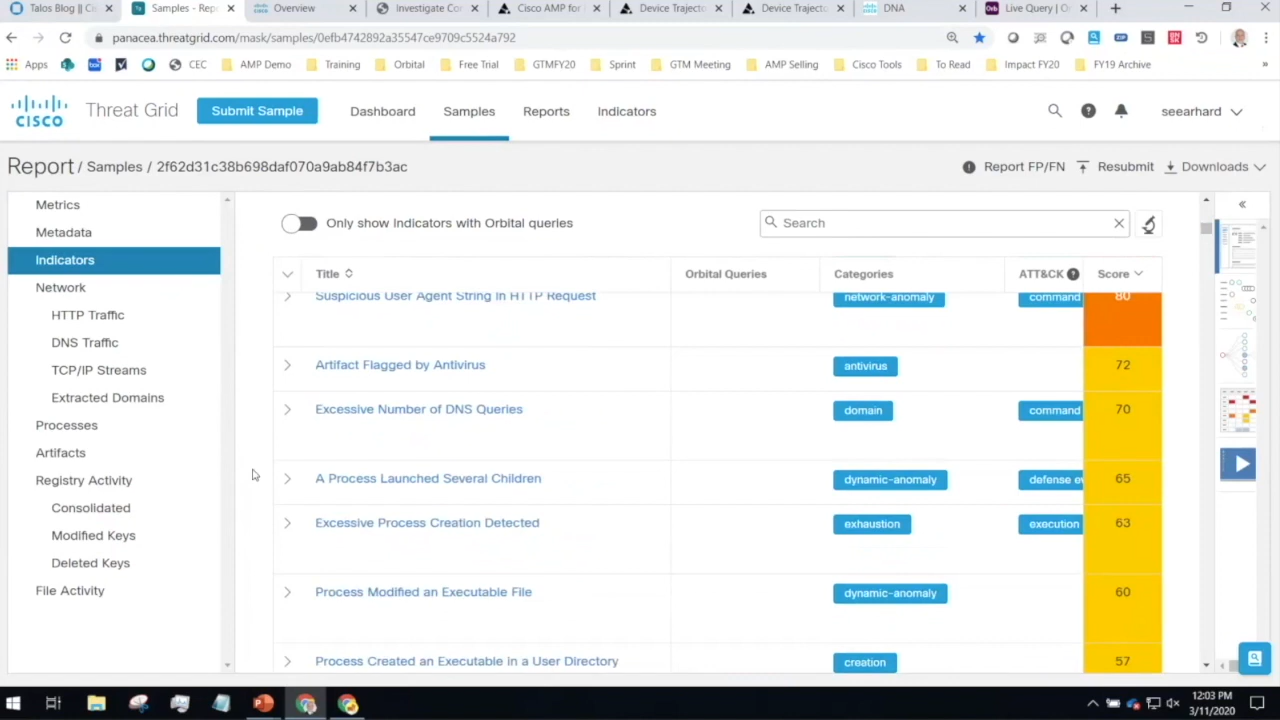 Talos Blog || Ci
Samples - Repo
Overview
Investigate Co
Cisco AMP for
Device Trajecto
Device Trajecto
DNA
Live Query | O
panacea.threatgrid.com/mask/samples/0efb4742892a35547ce9709c5524a792
Apps
CEC
AMP Demo
Training
Orbital
Free Trial
GTMFY20
Sprint
GTM Meeting
AMP Selling
Cisco Tools
To Read
Impact FY20
FY19 Archive
CISCO
Threat Grid
Submit Sample
Dashboard
Samples
Reports
Indicators
seearhard
Report / Samples / 2f62d31c38b698daf070a9ab84f7b3ac
Report FP/FN
Resubmit
Downloads
Metrics
Metadata
Indicators
Network
HTTP Traffic
DNS Traffic
TCP/IP Streams
Extracted Domains
Processes
Artifacts
Registry Activity
Consolidated
Modified Keys
Deleted Keys
File Activity
Only show Indicators with Orbital queries
Search
Title
Orbital Queries
Categories
ATT&CK
Score
Suspicious User Agent String In HTTP Request
network-anomaly
command
80
Artifact Flagged by Antivirus
antivirus
72
Excessive Number of DNS Queries
domain
command
70
A Process Launched Several Children
dynamic-anomaly
defense ev
65
Excessive Process Creation Detected
exhaustion
execution
63
Process Modified an Executable File
dynamic-anomaly
60
Process Created an Executable in a User Directory
creation
57
12:03 PM
3/11/2020